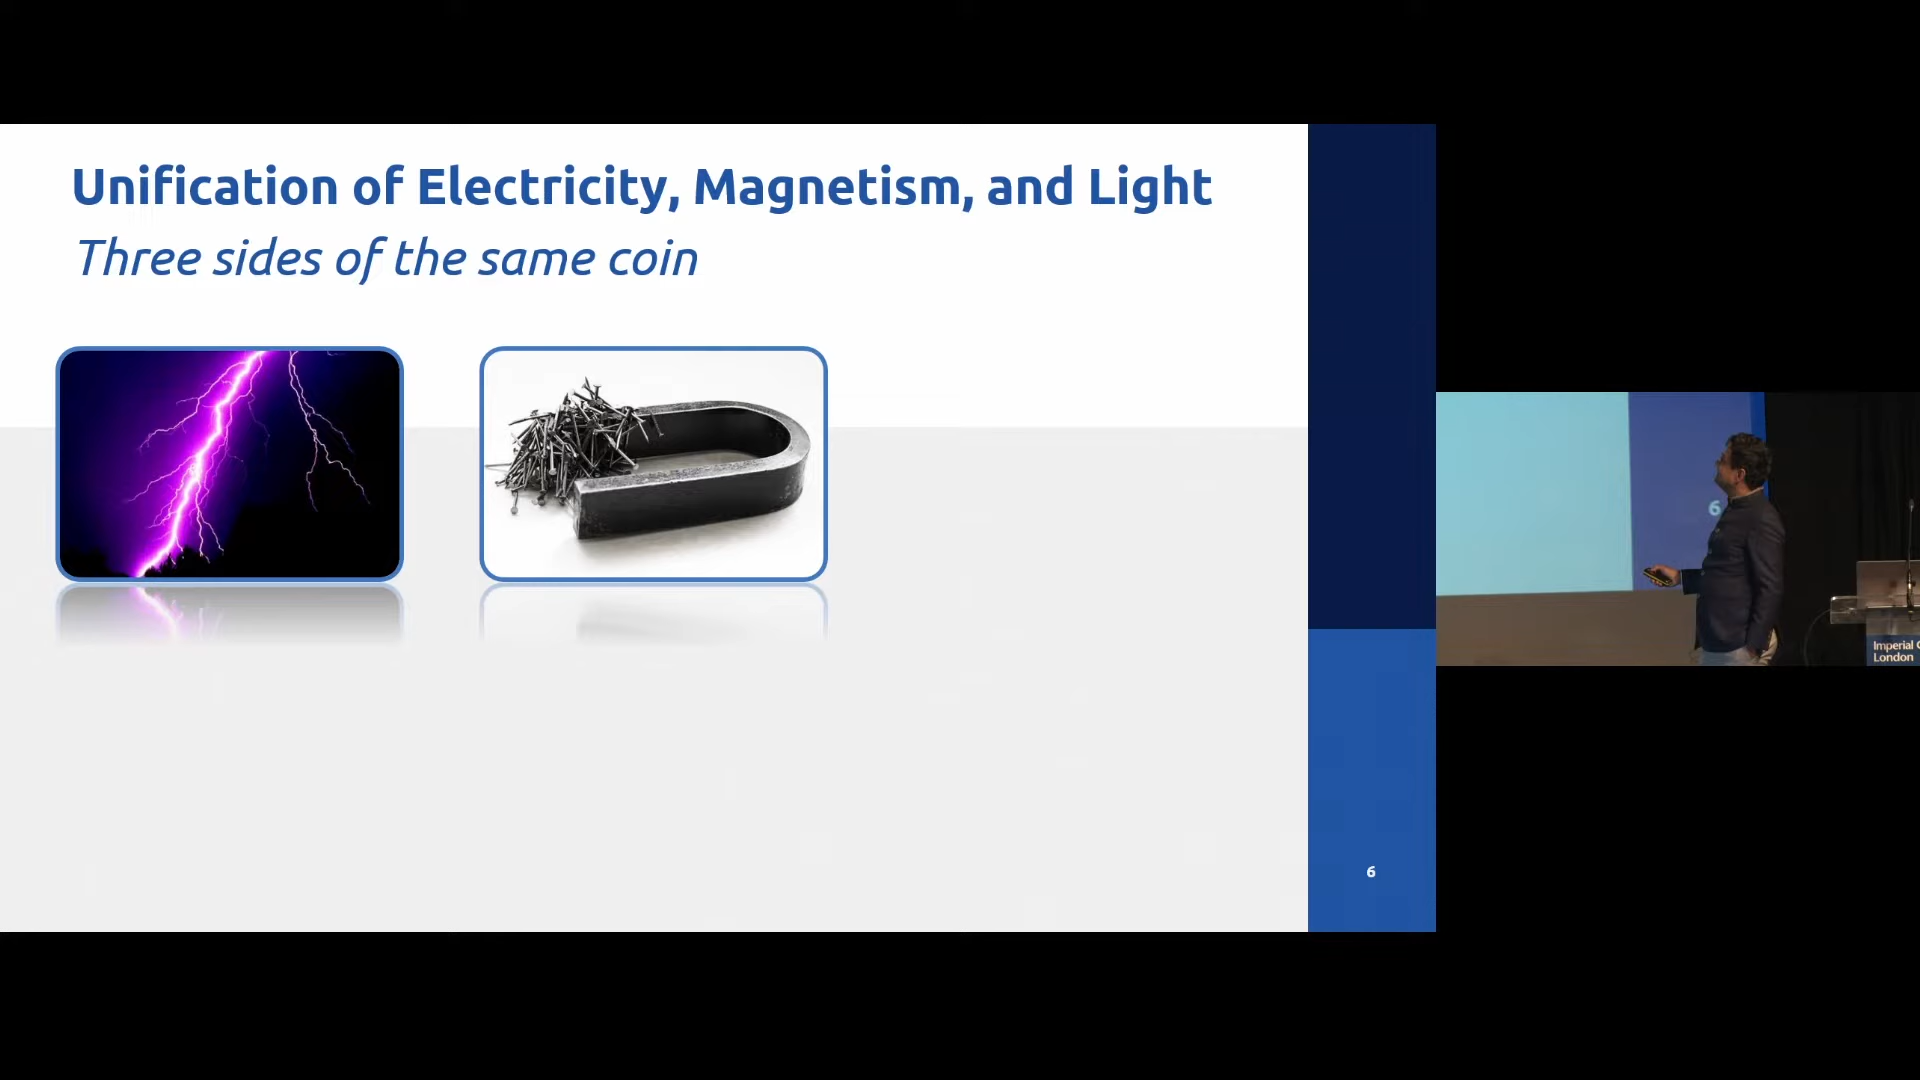 Unification of Electricity, Magnetism, and Light
Three sides of the same coin
6
6
Imperial
London